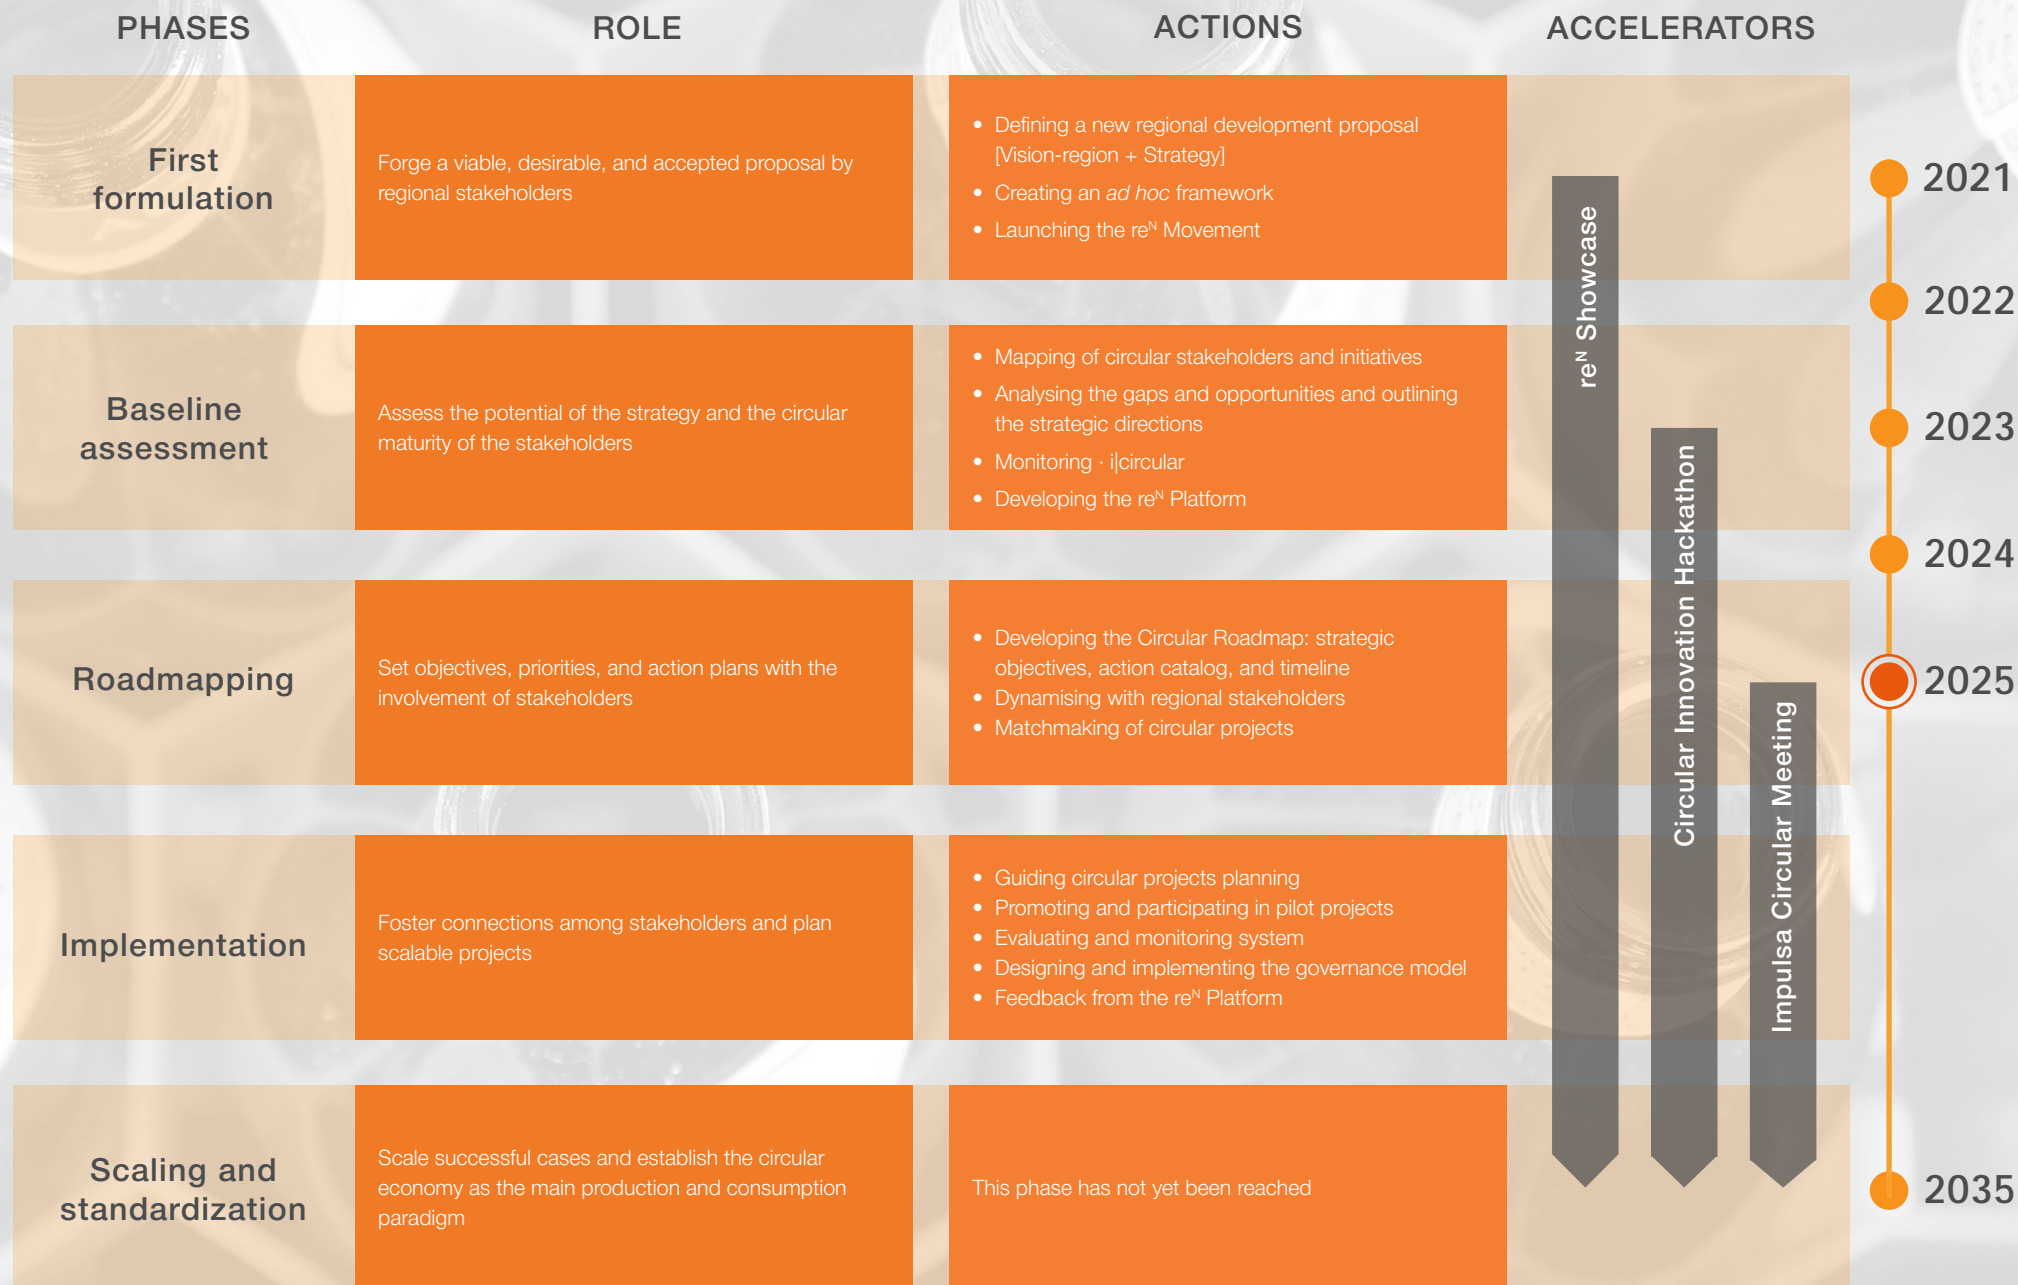 PHASES
ROLE
ACTIONS
ACCELERATORS
First
formulation
Forge a viable, desirable, and accepted proposal by
regional stakeholders
• Defining a new regional development proposal
[Vision-region + Strategy]
• Creating an ad hoc framework
• Launching the reᴺ Movement
Baseline
assessment
Assess the potential of the strategy and the circular
maturity of the stakeholders
• Mapping of circular stakeholders and initiatives
• Analysing the gaps and opportunities and outlining
the strategic directions
• Monitoring · i|circular
• Developing the reᴺ Platform
Roadmapping
Set objectives, priorities, and action plans with the
involvement of stakeholders
• Developing the Circular Roadmap: strategic
objectives, action catalog, and timeline
• Dynamising with regional stakeholders
• Matchmaking of circular projects
Implementation
Foster connections among stakeholders and plan
scalable projects
• Guiding circular projects planning
• Promoting and participating in pilot projects
• Evaluating and monitoring system
• Designing and implementing the governance model
• Feedback from the reᴺ Platform
Scaling and
standardization
Scale successful cases and establish the circular
economy as the main production and consumption
paradigm
This phase has not yet been reached
reᴺ Showcase
Circular Innovation Hackathon
Impulsa Circular Meeting
2021
2022
2023
2024
2025
2035